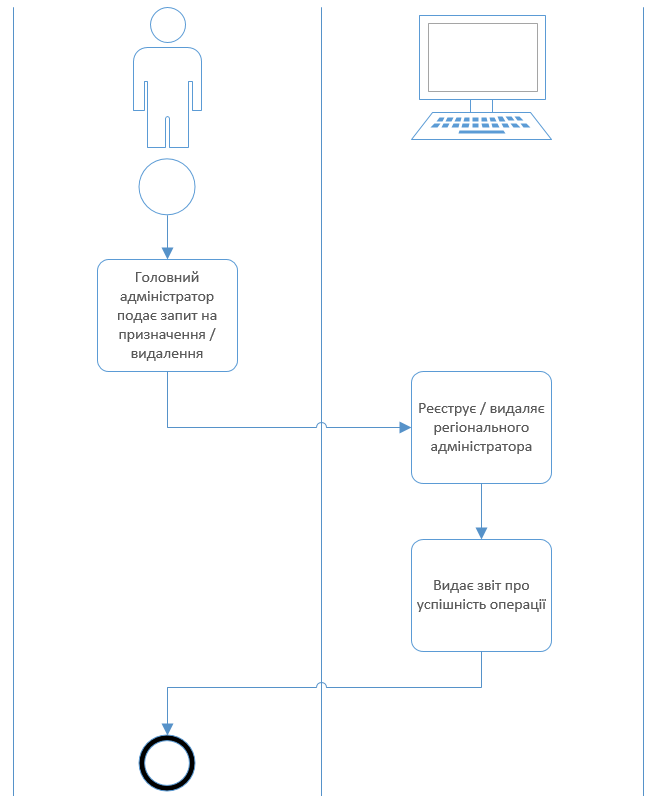 Головний
адміністратор
подає запит на
призначення /
видалення
Реєструє / видаляє
регіонального
адміністратора
Видає звіт про
успішність операції